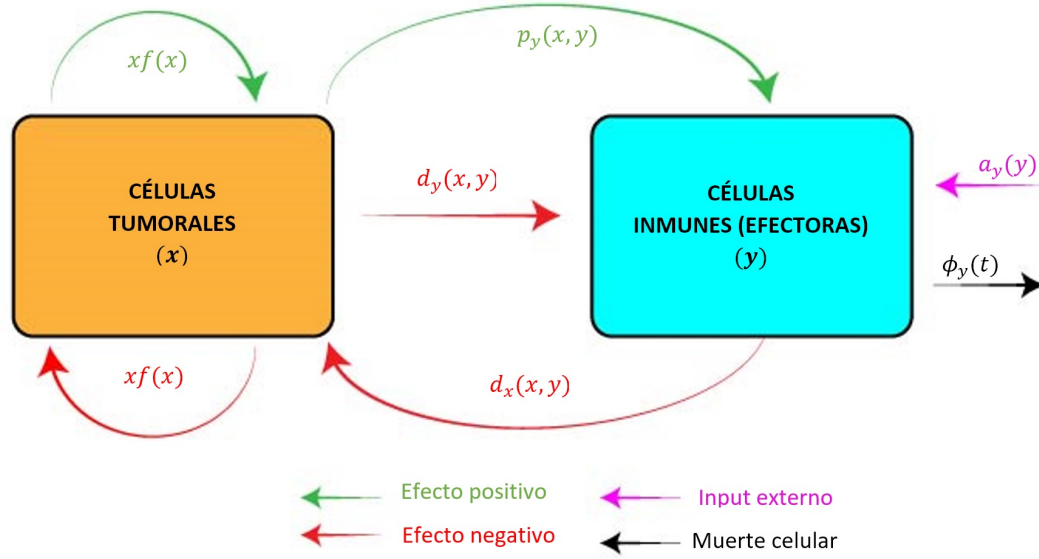 xf(x)
p_y(x, y)
CÉLULAS
TUMORALES
(x)
d_y(x, y)
CÉLULAS
INMUNES (EFECTORAS)
(y)
a_y(y)
ϕ_y(t)
xf(x)
d_x(x, y)
Efecto positivo
Input externo
Efecto negativo
Muerte celular